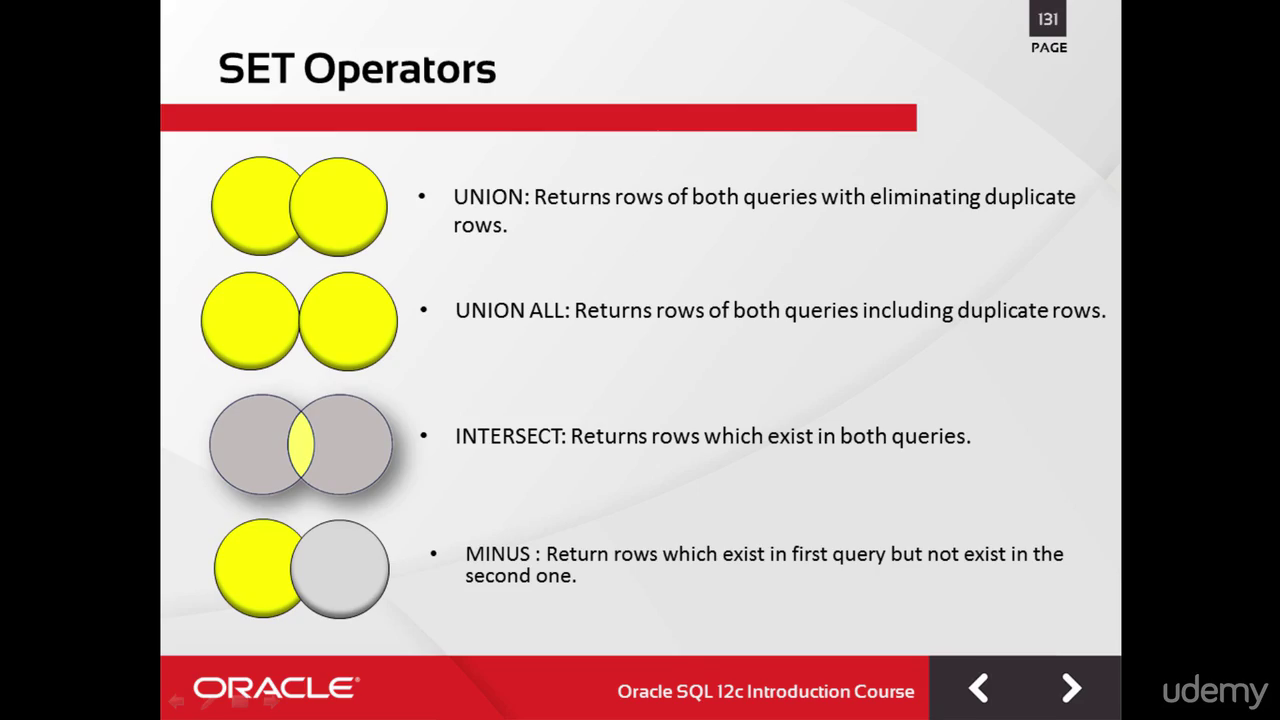 131
PAGE
SET Operators
• UNION: Returns rows of both queries with eliminating duplicate
rows.
• UNION ALL: Returns rows of both queries including duplicate rows.
• INTERSECT: Returns rows which exist in both queries.
• MINUS : Return rows which exist in first query but not exist in the
second one.
ORACLE®
Oracle SQL 12c Introduction Course
udemy